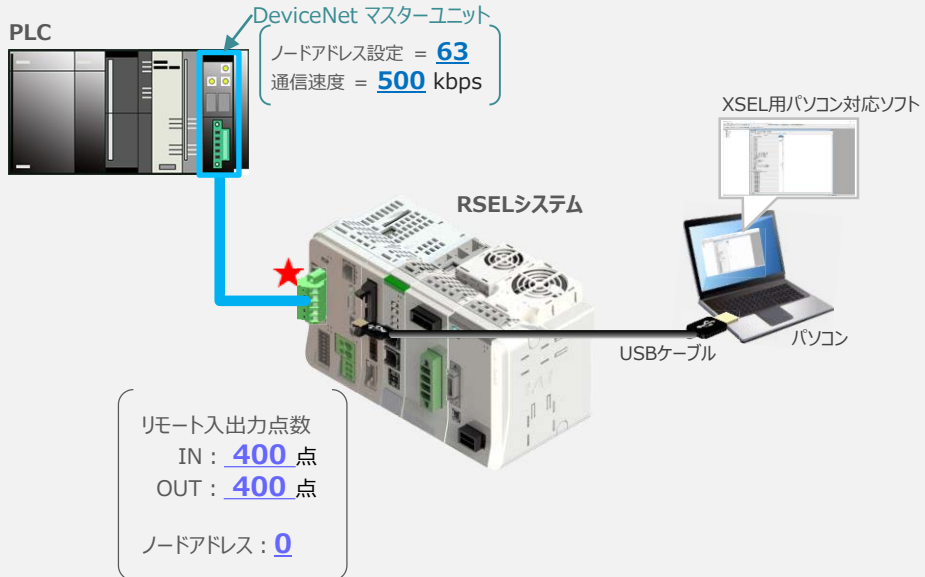 DeviceNet マスターユニット
PLC
ノードアドレス設定 = 63
通信速度 = 500 kbps
XSEL用パソコン対応ソフト
RSELシステム
USBケーブル
パソコン
リモート入出力点数
IN : 400 点
OUT : 400 点
ノードアドレス : 0